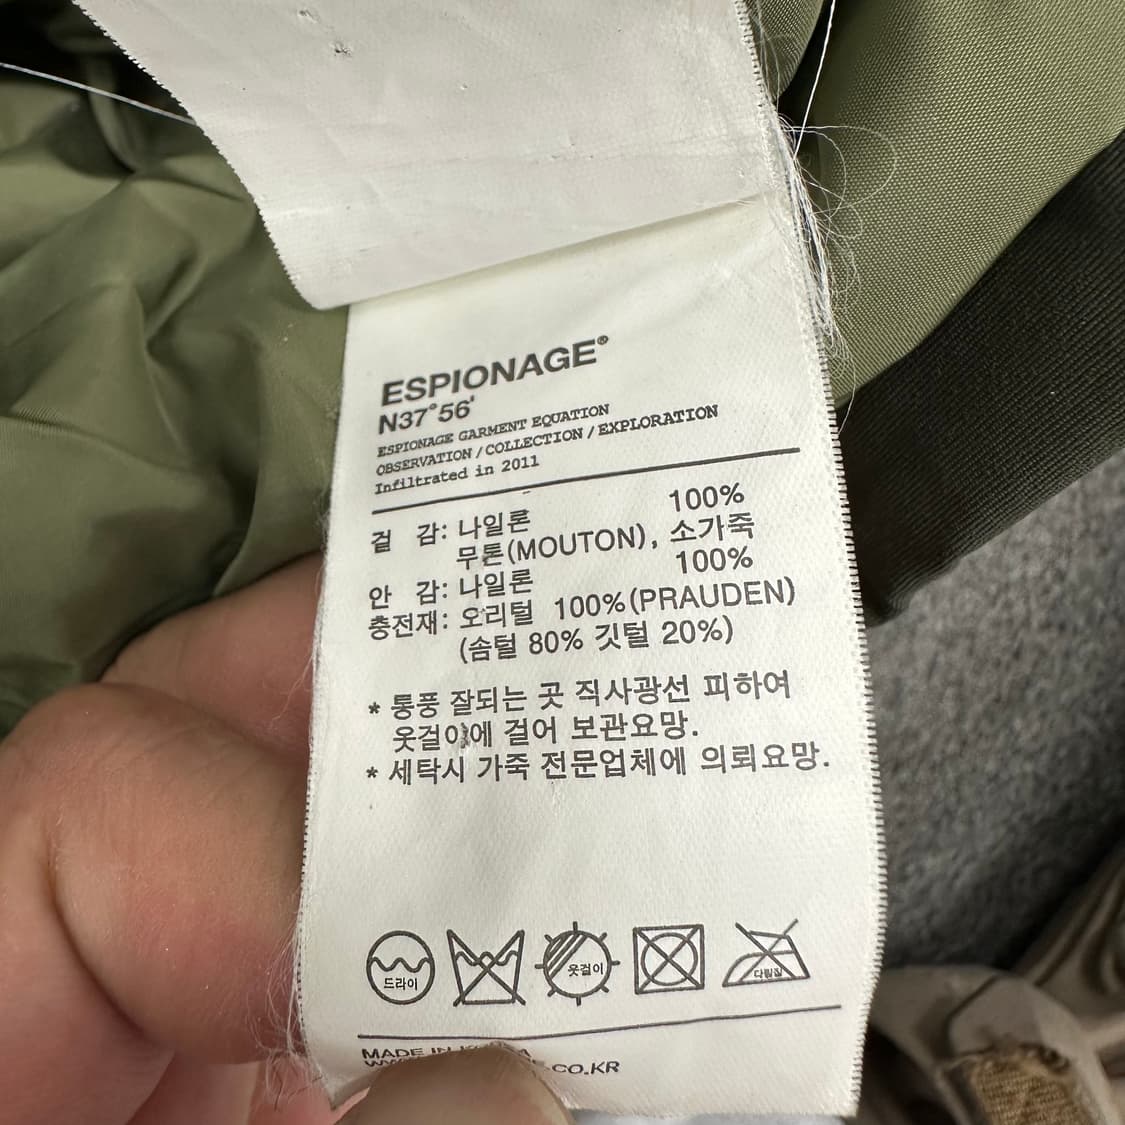 ESPIONAGE®
N37°56'
ESPIONAGE GARMENT EQUATION
OBSERVATION / COLLECTION / EXPLORATION
Infiltrated in 2011
겉 감: 나일론 100%
무톤(MOUTON), 소가죽
안 감: 나일론 100%
충전재: 오리털 100%(PRAUDEN)
(솜털 80% 깃털 20%)
* 통풍 잘되는 곳 직사광선 피하여
옷걸이에 걸어 보관요망.
* 세탁시 가죽 전문업체에 의뢰요망.
드라이 옷걸이 다림질
MADE IN
.CO.KR